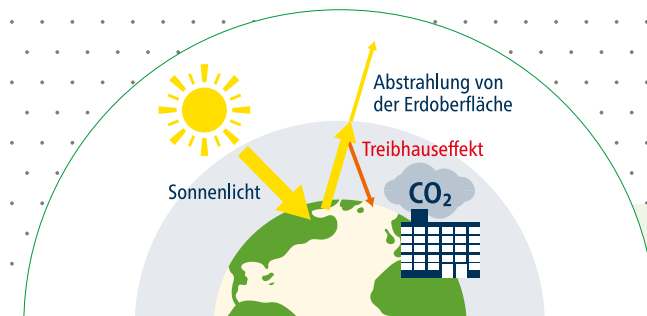 Abstrahlung von
der Erdoberfläche
Treibhauseffekt
Sonnenlicht
CO₂